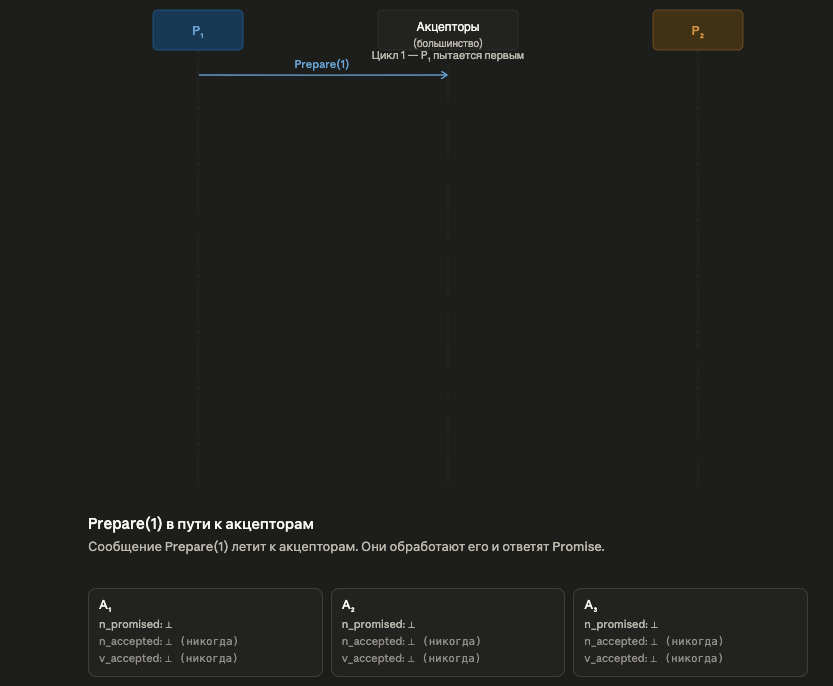 P₁
Акцепторы
P₂
(большинство)
Цикл 1 — P₁ пытается первым
Prepare(1)
Prepare(1) в пути к акцепторам
Сообщение Prepare(1) летит к акцепторам. Они обработают его и ответят Promise.
A₁
n_promised: ⊥
n_accepted: ⊥ (никогда)
v_accepted: ⊥ (никогда)
A₂
n_promised: ⊥
n_accepted: ⊥ (никогда)
v_accepted: ⊥ (никогда)
A₃
n_promised: ⊥
n_accepted: ⊥ (никогда)
v_accepted: ⊥ (никогда)